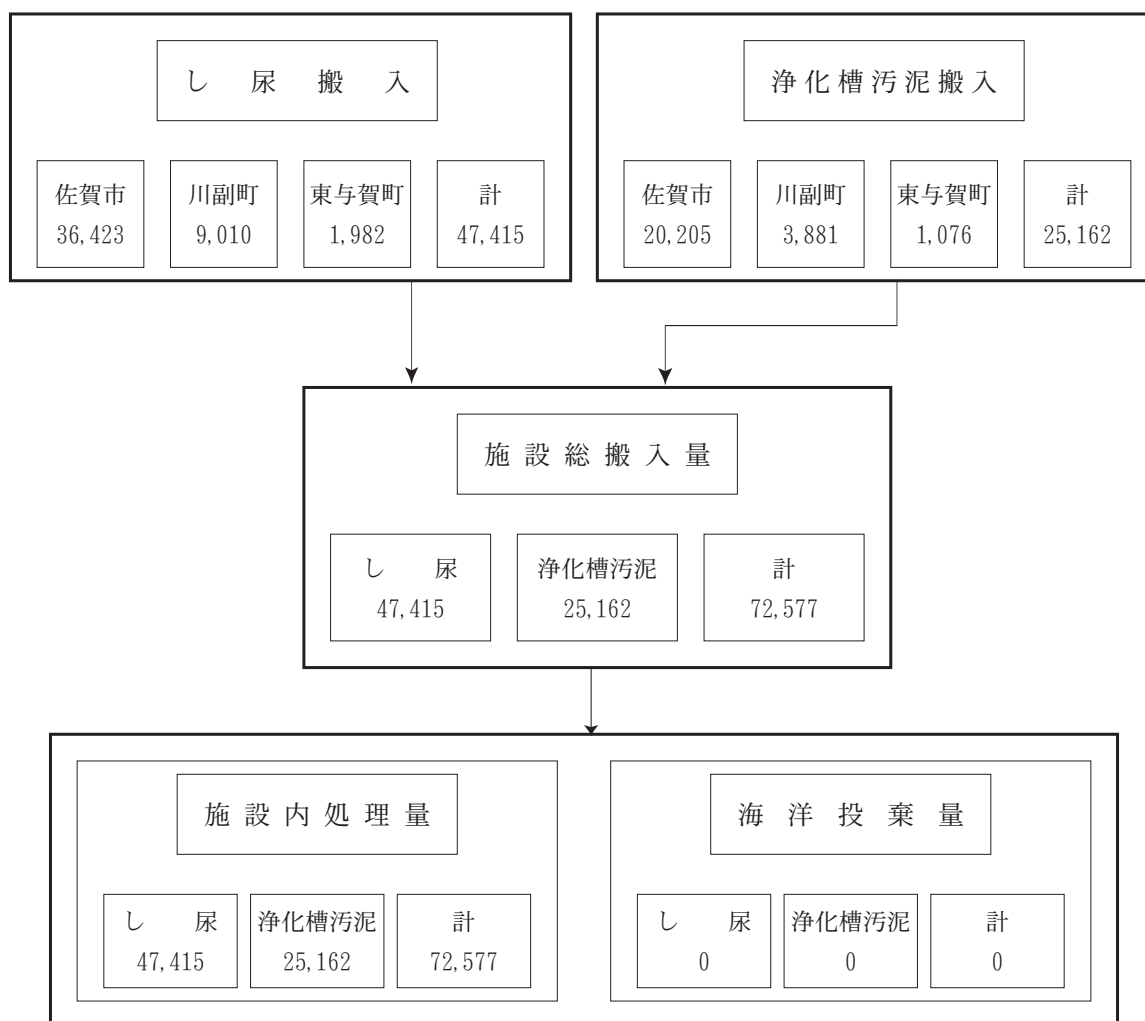 し尿搬入
佐賀市 川副町 東与賀町 計
36,423 9,010 1,982 47,415
浄化槽汚泥搬入
佐賀市 川副町 東与賀町 計
20,205 3,881 1,076 25,162
施設総搬入量
し尿 浄化槽汚泥 計
47,415 25,162 72,577
施設内処理量
し尿 浄化槽汚泥 計
47,415 25,162 72,577
海洋投棄量
し尿 浄化槽汚泥 計
0 0 0